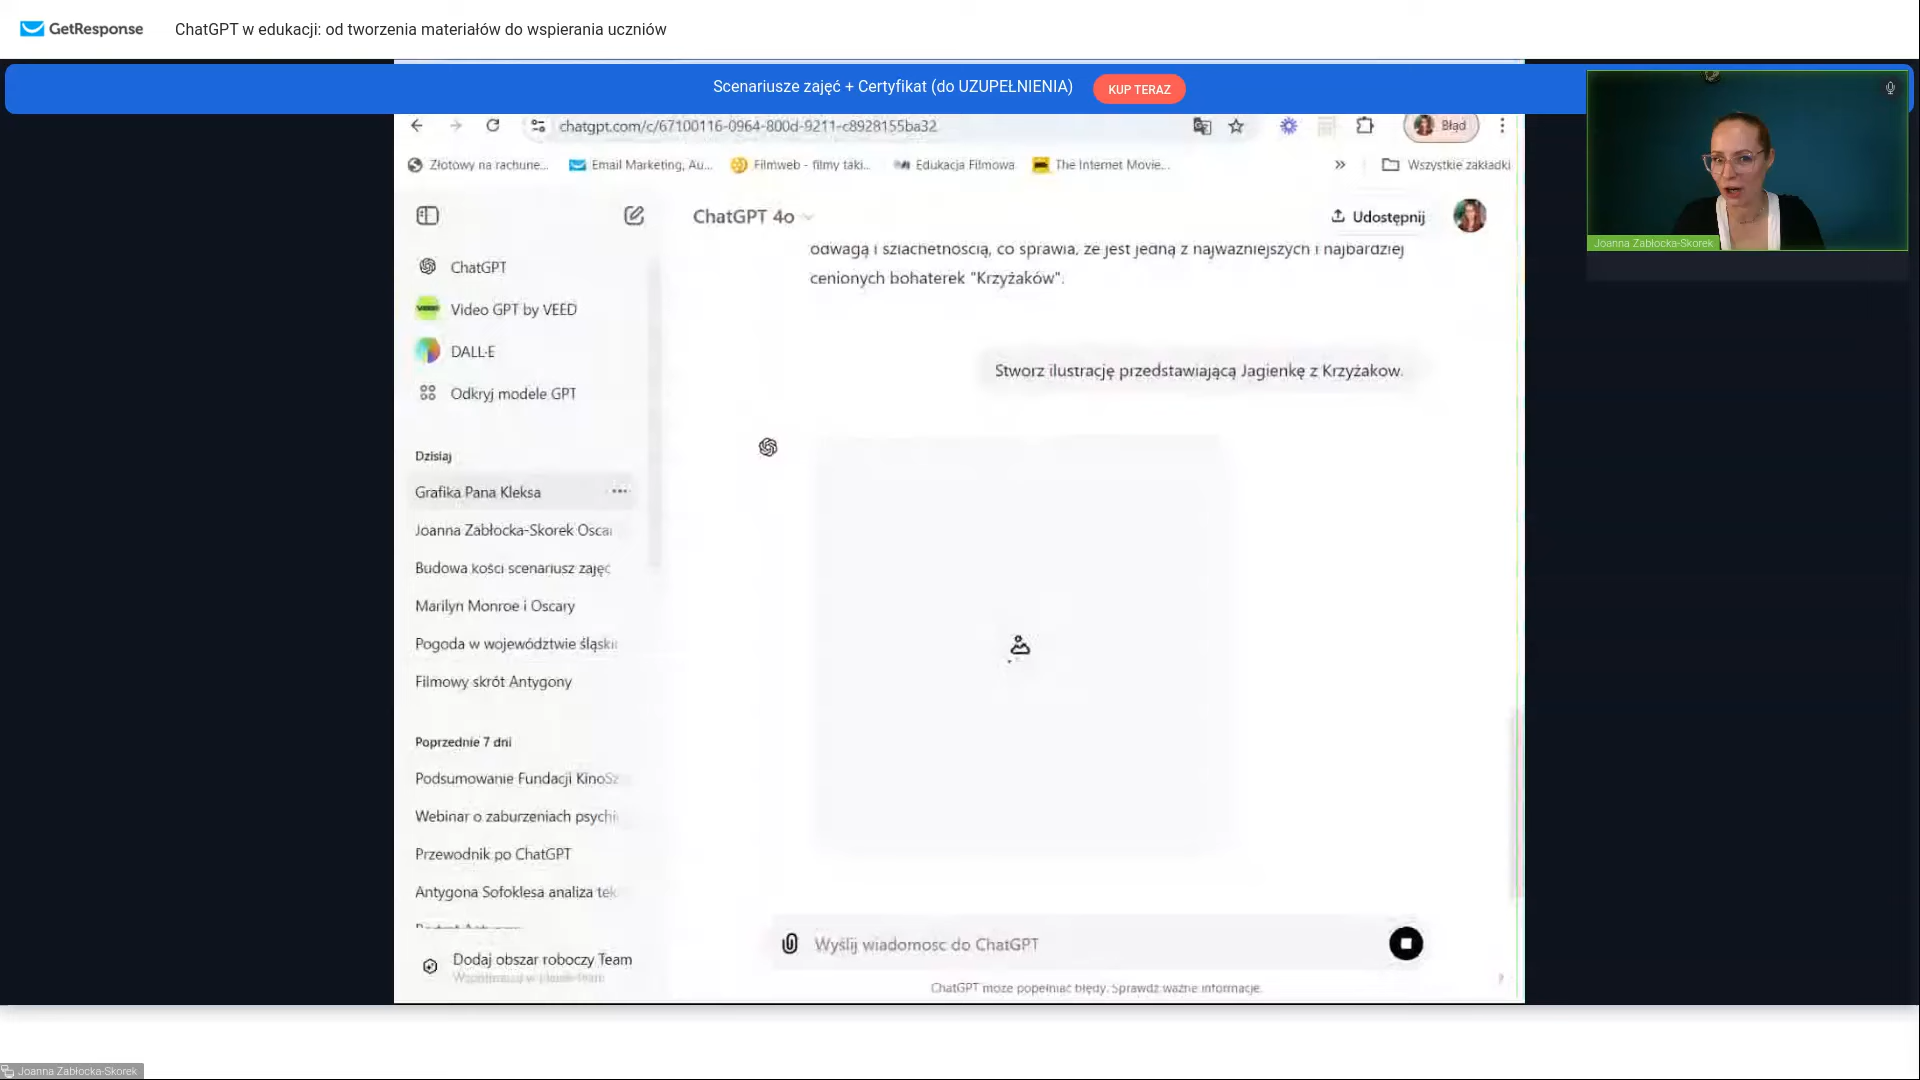 GetResponse
ChatGPT w edukacji: od tworzenia materiałów do wspierania uczniów
Scenariusze zajęć + Certyfikat (do UZUPEŁNIENIA)
KUP TERAZ
chatgpt.com/c/67100116-0964-800d-9211-c8928155ba32
Błąd
Złotowy na rachune...
Email Marketing, Au...
Filmweb - filmy taki...
Edukacja Filmowa
The Internet Movie...
Wszystkie zakładki
Joanna Zabłocka-Skorek
ChatGPT 4o
Udostępnij
ChatGPT
Video GPT by VEED
DALL·E
Odkryj modele GPT
Dzisiaj
Grafika Pana Kleksa
Joanna Zabłocka-Skorek Oscar
Budowa kości scenariusz zajęć
Marilyn Monroe i Oscary
Pogoda w województwie śląski
Filmowy skrót Antygony
Poprzednie 7 dni
Podsumowanie Fundacji KinoSz
Webinar o zaburzeniach psychi
Przewodnik po ChatGPT
Antygona Sofoklesa analiza tek
Dodaj obszar roboczy Team
odwagą i szlachetnością, co sprawia, że jest jedną z najważniejszych i najbardziej
cenionych bohaterek "Krzyżaków".
Stworz ilustrację przedstawiającą Jagienkę z Krzyżakow.
Wyślij wiadomosc do ChatGPT
ChatGPT może popełniać błędy. Sprawdź ważne informacje.
Joanna Zabłocka-Skorek